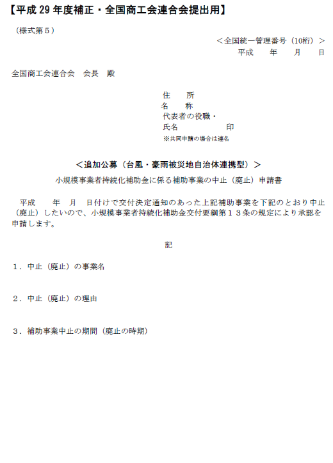 【平成 29 年度補正・全国商工会連合会提出用】
（様式第５）
＜全国統一管理番号（10桁）＞
平成　　年　　月　　日
全国商工会連合会　会長　殿
住　　所
名　　称
代表者の役職・
氏名　　　　　　印
※共同申請の場合は連名
＜追加公募（台風・豪雨被災地自治体連携型）＞
小規模事業者持続化補助金に係る補助事業の中止（廃止）申請書
平成　　年　月　日付けで交付決定通知のあった上記補助事業を下記のとおり中止
（廃止）したいので、小規模事業者持続化補助金交付要綱第１３条の規定により承認を
申請します。
記
１．中止（廃止）の事業名
２．中止（廃止）の理由
３．補助事業中止の期間（廃止の時期）